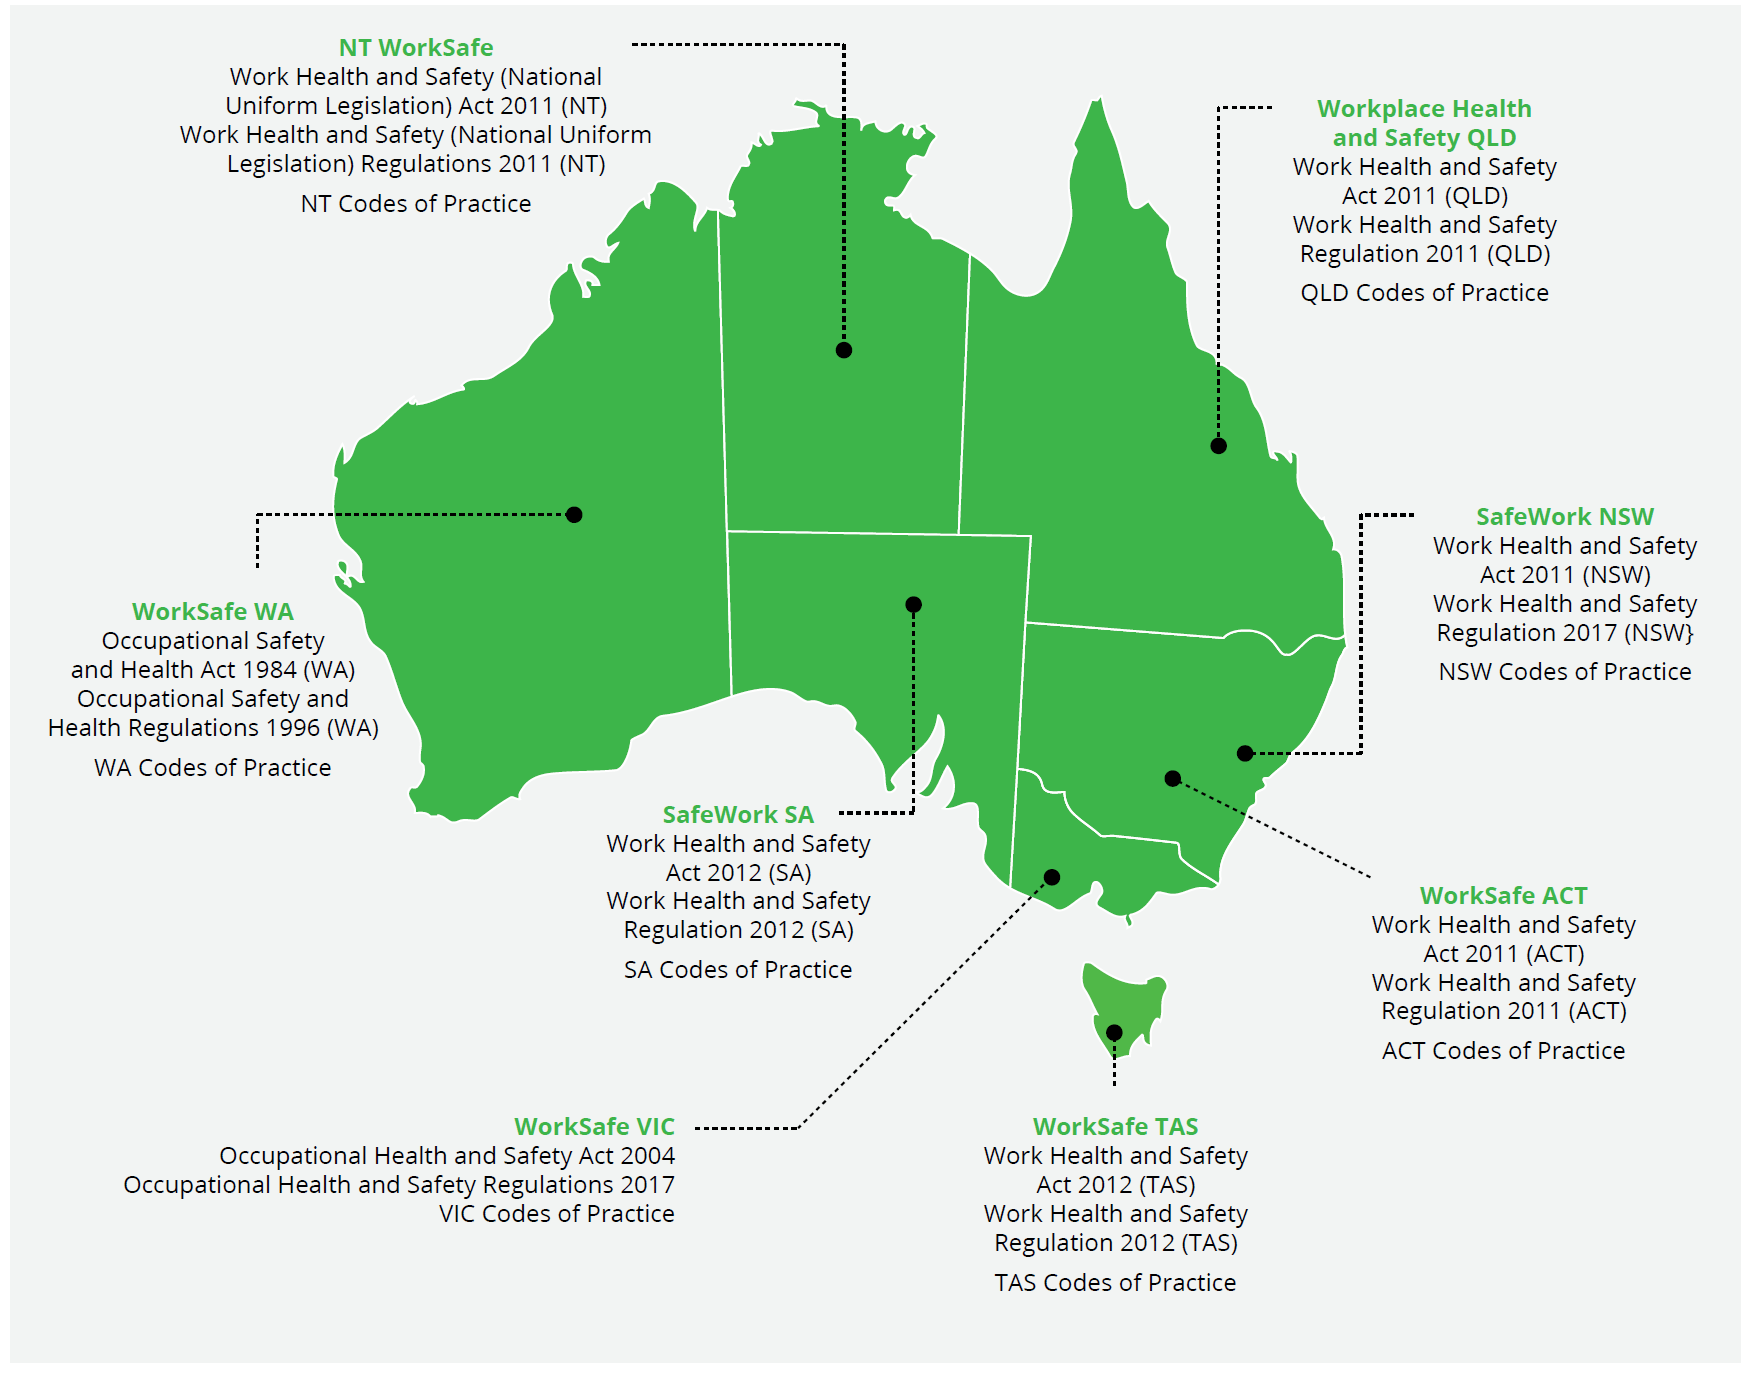 NT WorkSafe
Work Health and Safety (National
Uniform Legislation) Act 2011 (NT)
Work Health and Safety (National Uniform
Legislation) Regulations 2011 (NT)
NT Codes of Practice
Workplace Health
and Safety QLD
Work Health and Safety
Act 2011 (QLD)
Work Health and Safety
Regulation 2011 (QLD)
QLD Codes of Practice
SafeWork NSW
Work Health and Safety
Act 2011 (NSW)
Work Health and Safety
Regulation 2017 (NSW}
NSW Codes of Practice
WorkSafe WA
Occupational Safety
and Health Act 1984 (WA)
Occupational Safety and
Health Regulations 1996 (WA)
WA Codes of Practice
SafeWork SA
Work Health and Safety
Act 2012 (SA)
Work Health and Safety
Regulation 2012 (SA)
SA Codes of Practice
WorkSafe ACT
Work Health and Safety
Act 2011 (ACT)
Work Health and Safety
Regulation 2011 (ACT)
ACT Codes of Practice
WorkSafe VIC
Occupational Health and Safety Act 2004
Occupational Health and Safety Regulations 2017
VIC Codes of Practice
WorkSafe TAS
Work Health and Safety
Act 2012 (TAS)
Work Health and Safety
Regulation 2012 (TAS)
TAS Codes of Practice